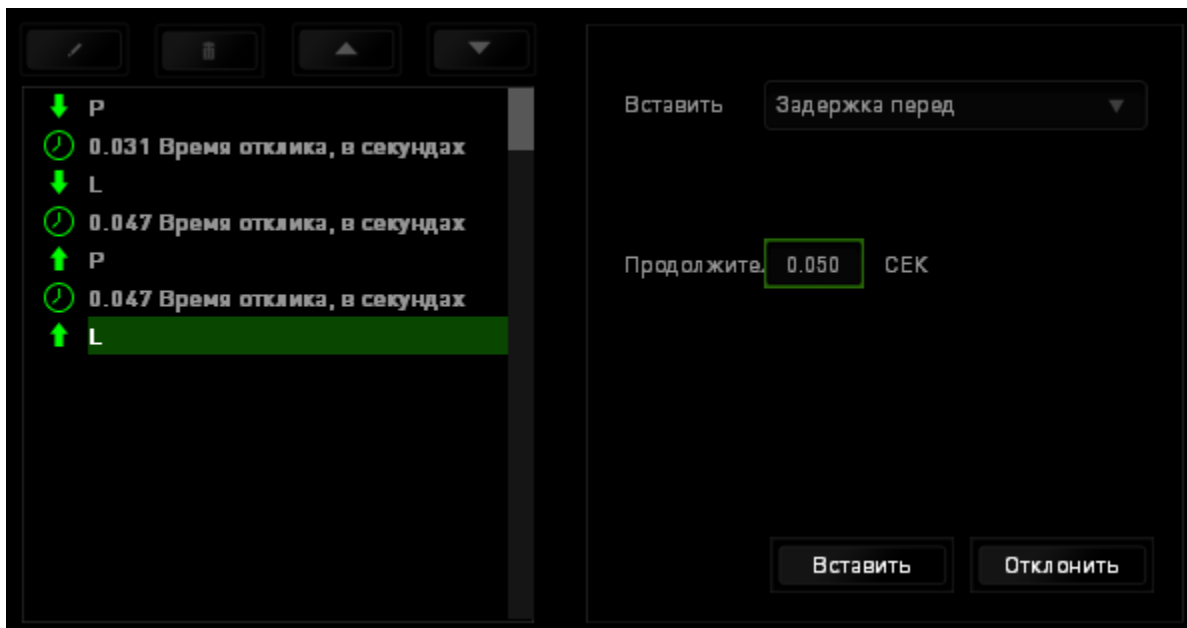 P
0.031 Время отклика, в секундах
L
0.047 Время отклика, в секундах
P
0.047 Время отклика, в секундах
L
Вставить Задержка перед
Продолжител 0.050 СЕК
Вставить Отклонить